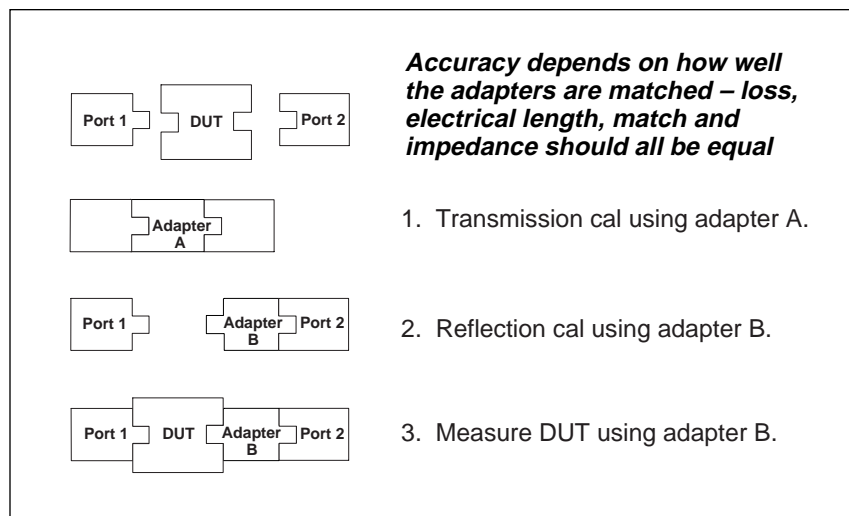 Accuracy depends on how well
the adapters are matched – loss,
electrical length, match and
impedance should all be equal
Port 1
DUT
Port 2
Adapter
A
1. Transmission cal using adapter A.
Port 1
Adapter
B
Port 2
2. Reflection cal using adapter B.
Port 1
DUT
Adapter
B
Port 2
3. Measure DUT using adapter B.